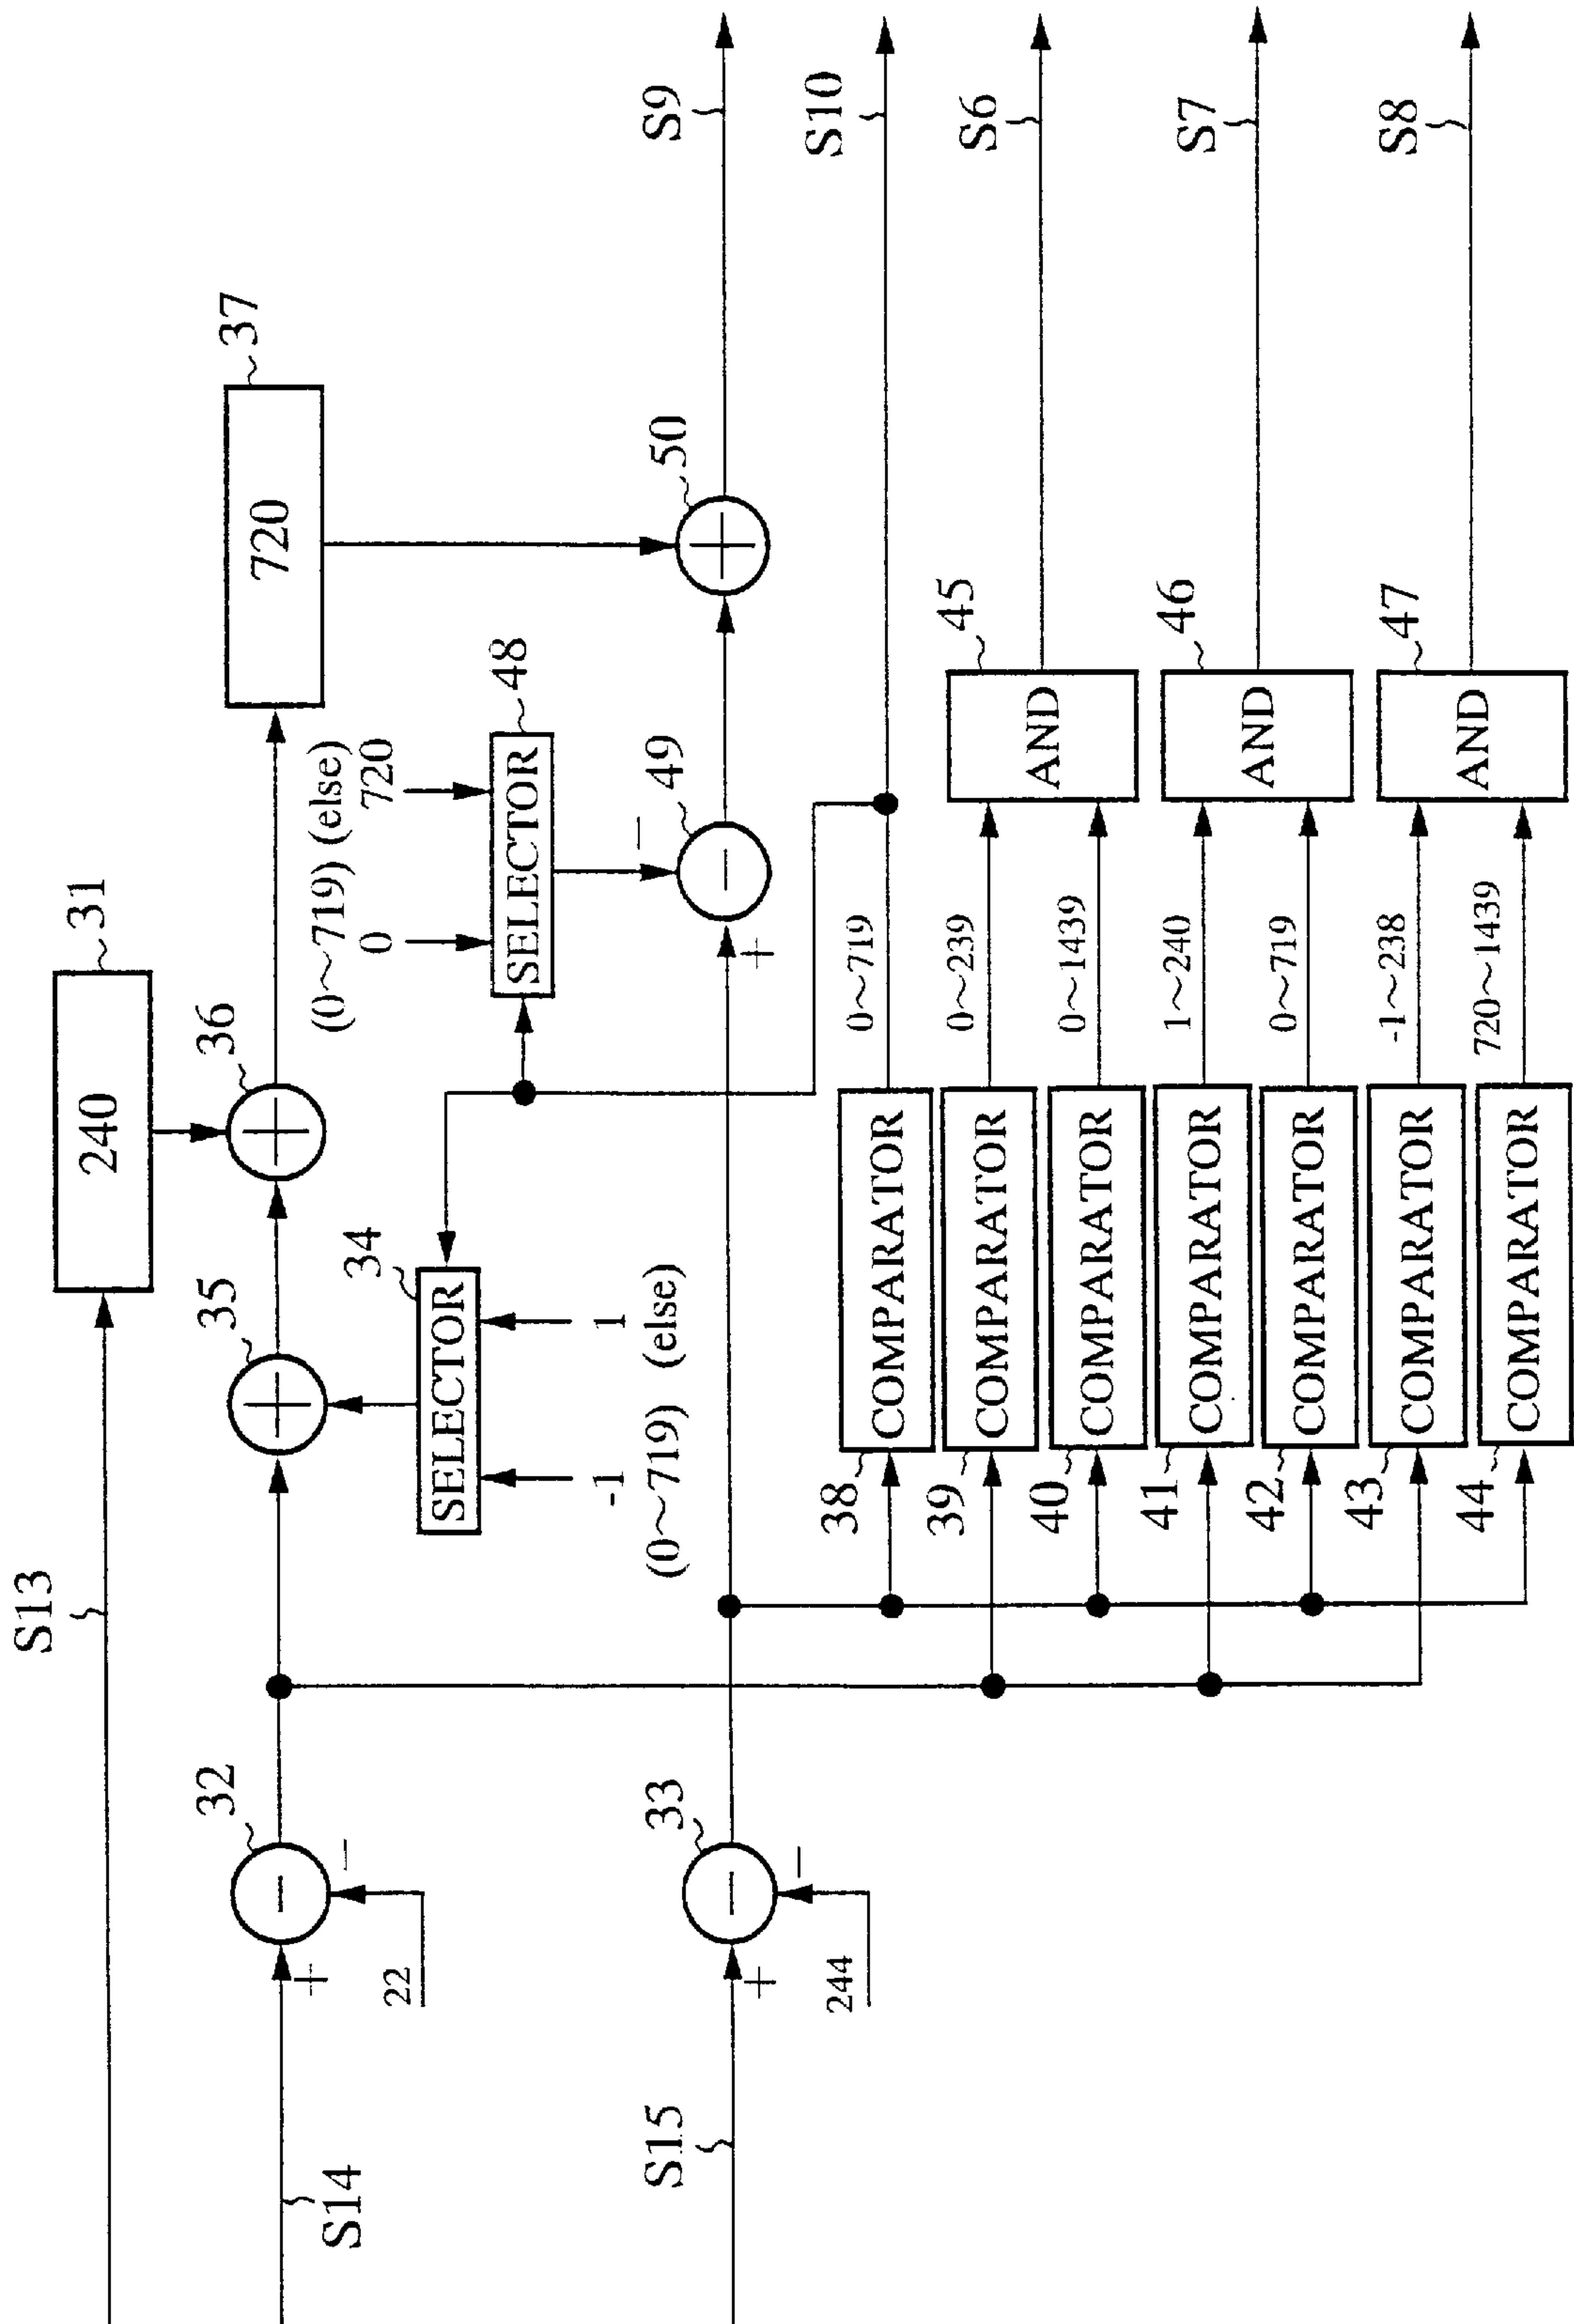 S13
240
31
S14
+
−
22
32
−
35
+
36
+
720
37
SELECTOR
34
-1
1
(0~719)
(else)
(0~719) (else)
0
720
SELECTOR
48
S15
+
−
244
33
−
+
−
49
−
50
+
S9
38
COMPARATOR
0~719
S10
39
COMPARATOR
0~239
40
COMPARATOR
0~1439
45
AND
S6
41
COMPARATOR
1~240
42
COMPARATOR
0~719
46
AND
S7
43
COMPARATOR
-1~238
44
COMPARATOR
720~1439
47
AND
S8